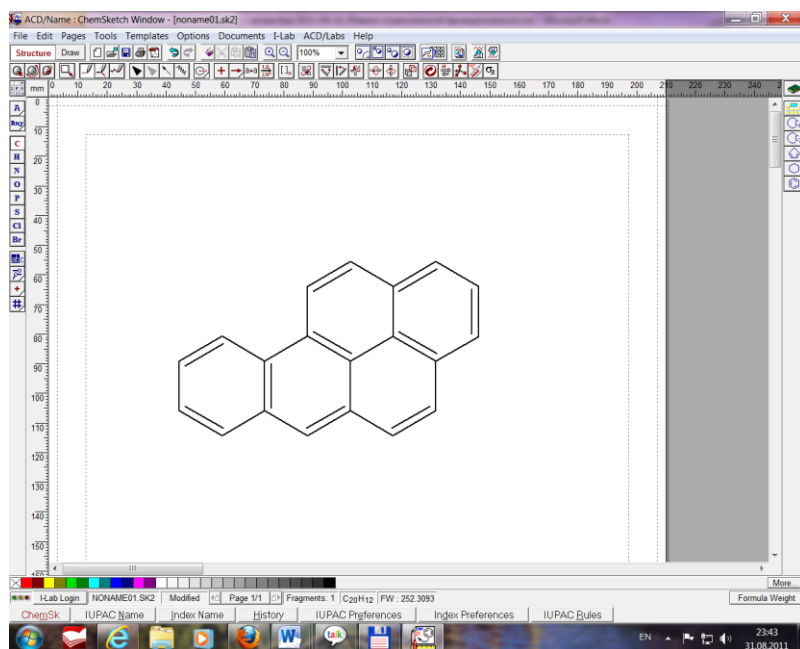 ACD/Name : ChemSketch Window - [noname01.sk2]
File Edit Pages Tools Templates Options Documents I-Lab ACD/Labs Help
Structure Draw 100%
mm 0 10 20 30 40 50 60 70 80 90 100 110 120 130 140 150 160 170 180 190 200 210 220 230 240 2
0
10
20
30
40
50
60
70
80
90
100
110
120
130
140
150
A
C
H
N
O
P
S
Cl
Br
More
I-Lab Login NONAME01.SK2 Modified Page 1/1 Fragments: 1 C20H12 FW : 252.3093 Formula Weight
ChemSk IUPAC Name Index Name History IUPAC Preferences Index Preferences IUPAC Rules
talk
EN 23:43
31.08.2011